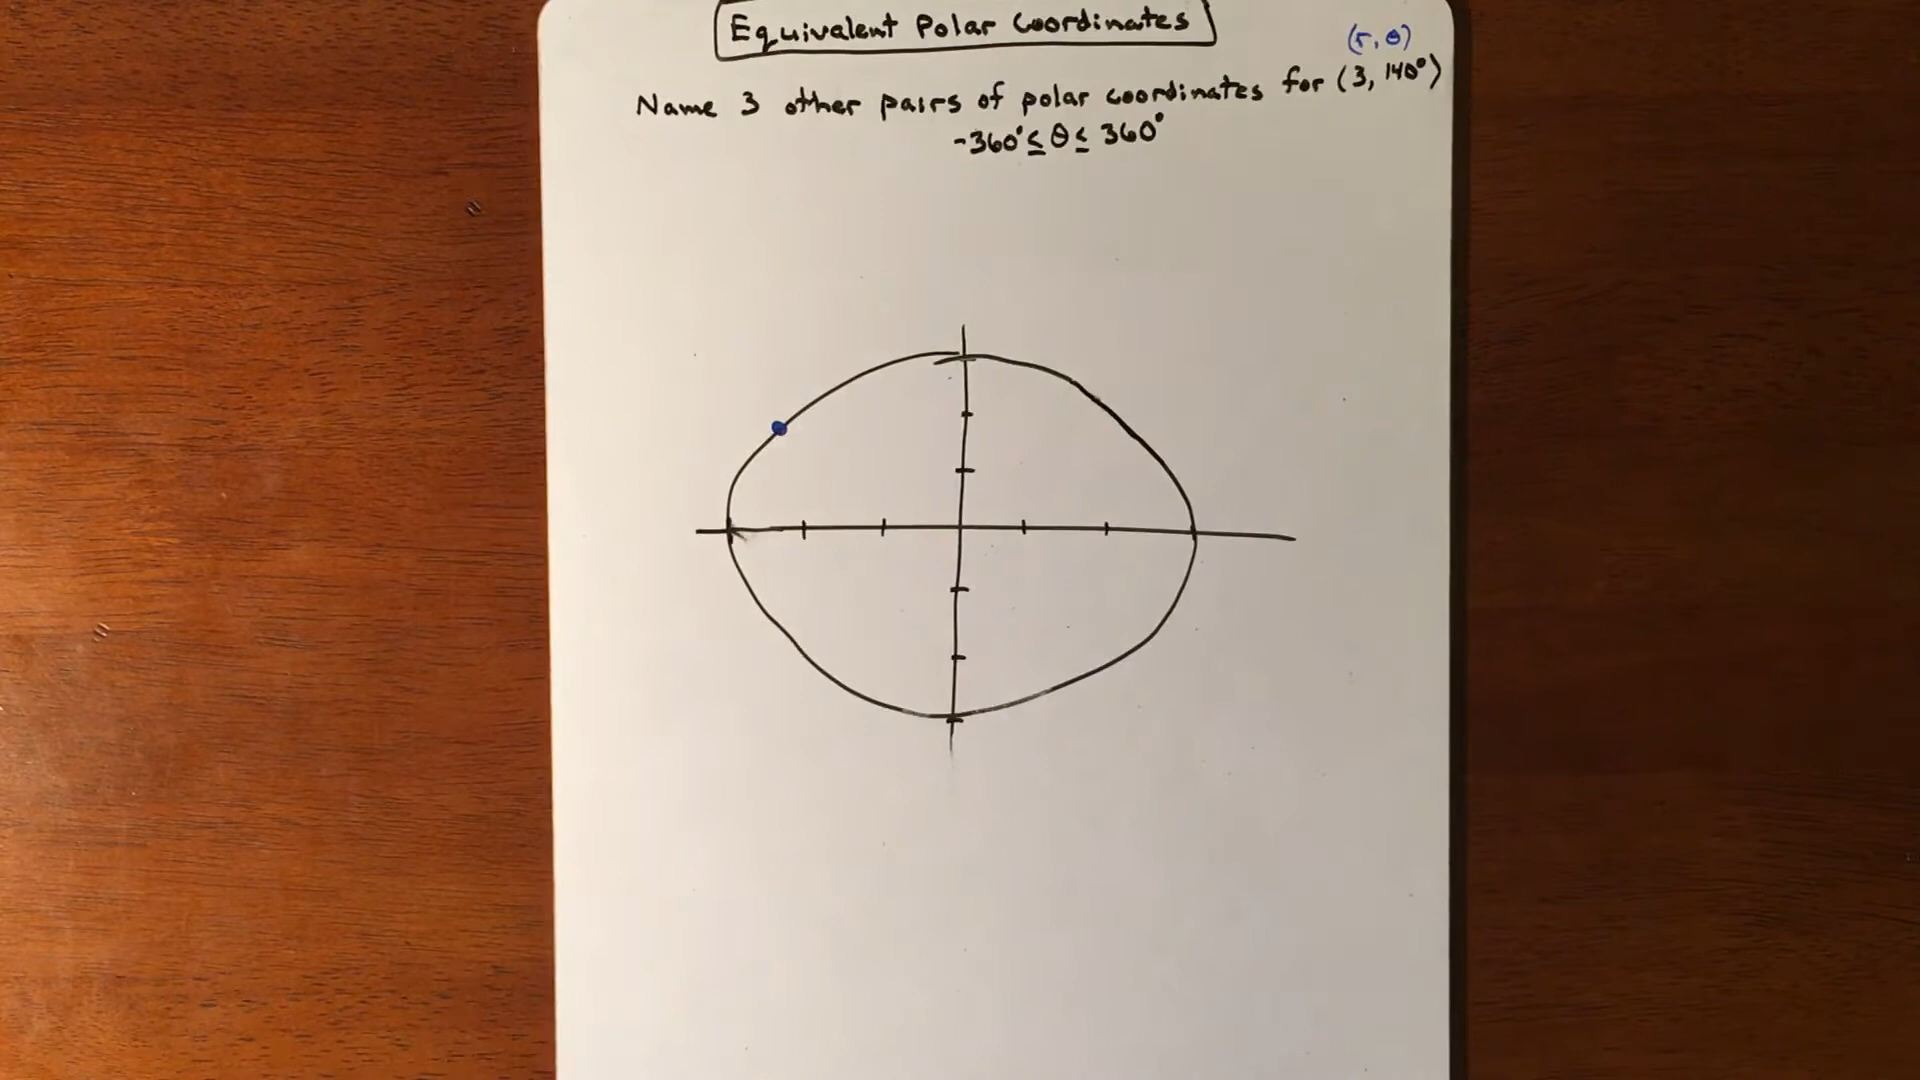 Equivalent Polar Coordinates
(r, θ)
Name 3 other pairs of polar coordinates for (3, 140°)
-360° ≤ θ ≤ 360°